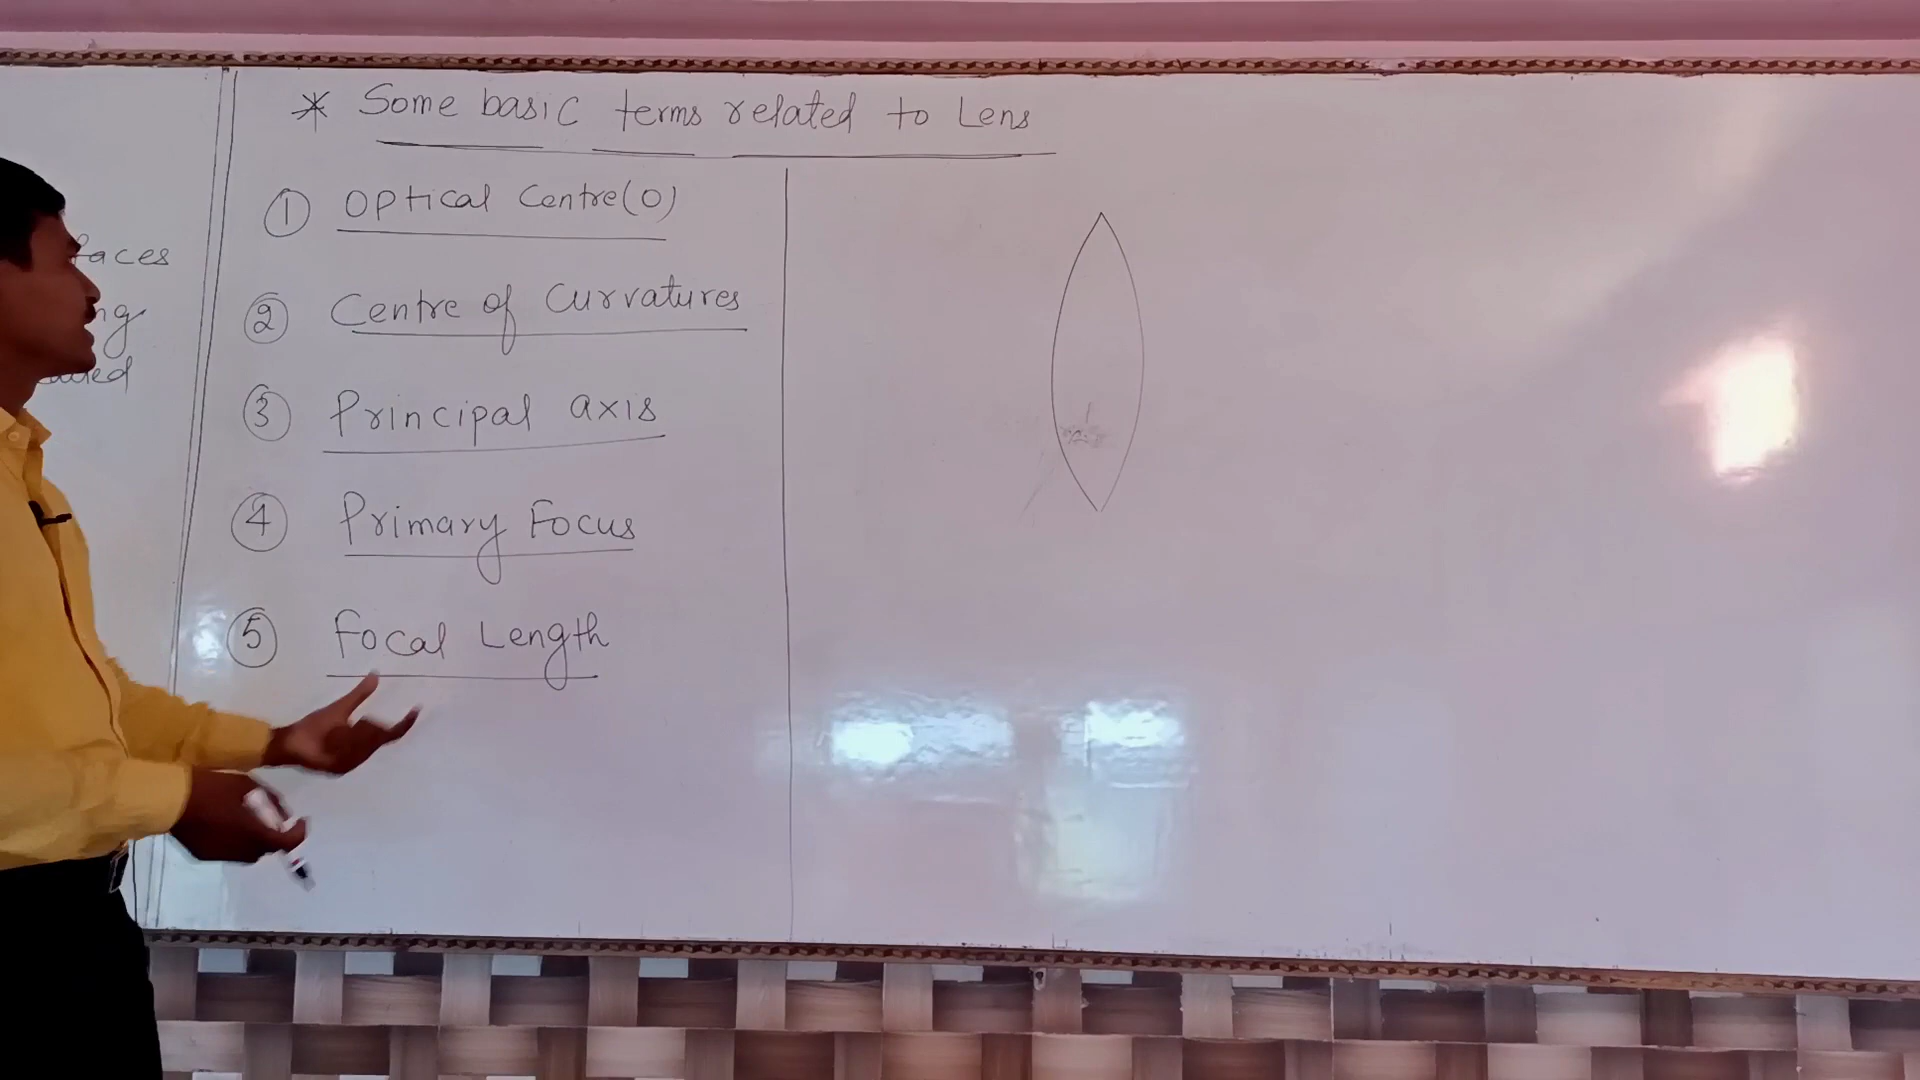 faces
* Some basic terms related to Lens
① Optical Centre(O)
② Centre of Curvatures
③ Principal axis
④ Primary Focus
⑤ Focal Length